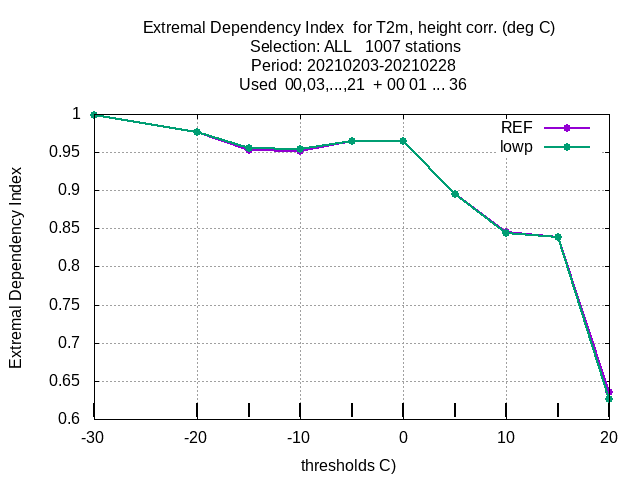 Extremal Dependency Index  for T2m, height corr. (deg C)
Selection: ALL   1007 stations
Period: 20210203-20210228
Used  00,03,...,21  + 00 01 ... 36
REF
lowp
Extremal Dependency Index
1
0.95
0.9
0.85
0.8
0.75
0.7
0.65
0.6
-30 -20 -10 0 10 20
thresholds C)